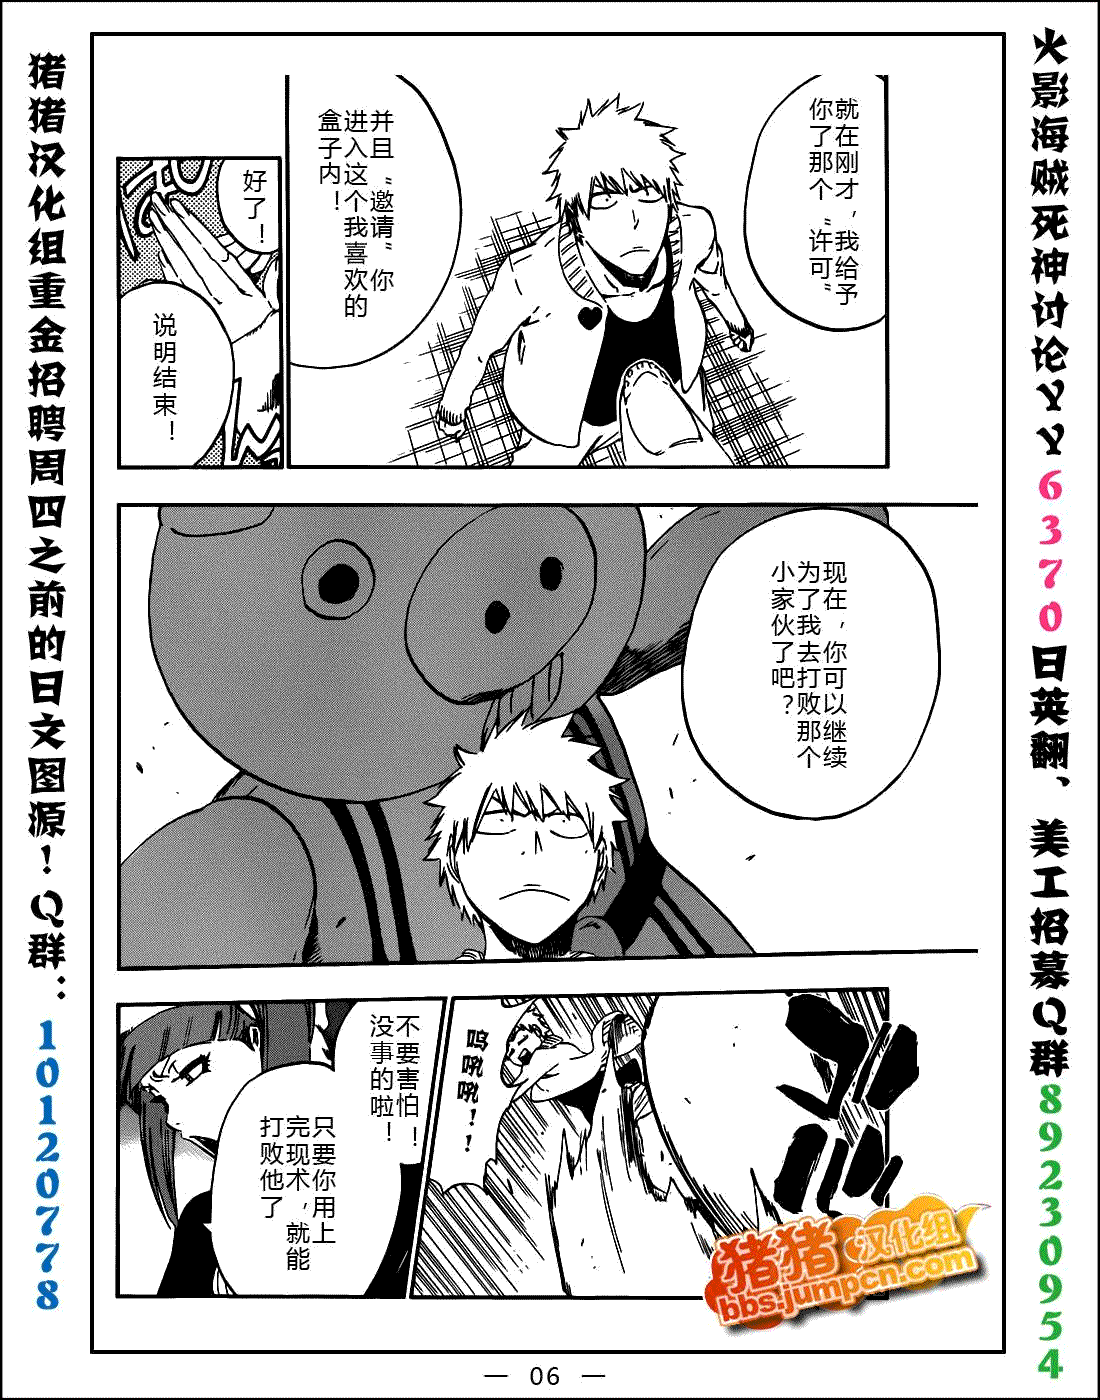 猪猪汉化组重金招聘周四之前的日文图源！Q群：101207778
火影海贼死神讨论YY6370日英翻、美工招募Q群89230954
就在刚才，我给予
你了那个“许可”
并且“邀请”你
进入这个我喜欢的
盒子内！
好了！
说明结束！
现在，你可以继续
为了我去打败那个
小家伙了吧？
呜吼吼！！
不要害怕！
没事的啦！
只要你用上
完现术，就能
打败他了
猪猪汉化组
bbs.jumpcn.com
— 06 —